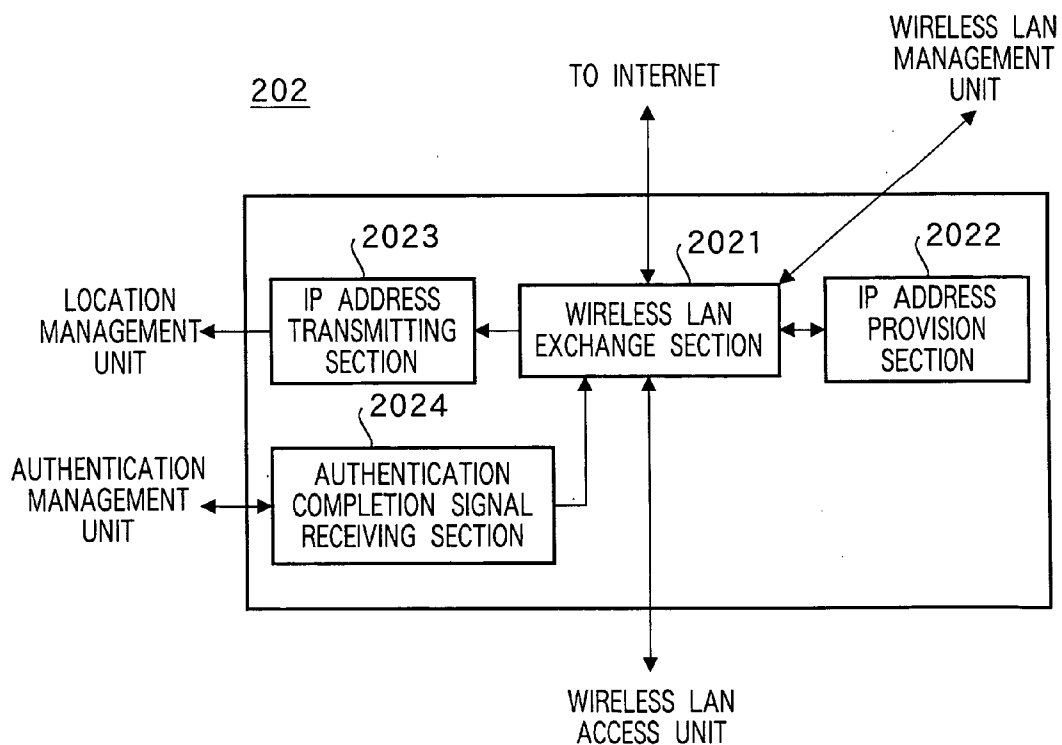 WIRELESS LAN
MANAGEMENT
UNIT
TO INTERNET
202
2023
2021
2022
LOCATION
MANAGEMENT
UNIT
IP ADDRESS
TRANSMITTING
SECTION
WIRELESS LAN
EXCHANGE SECTION
IP ADDRESS
PROVISION
SECTION
2024
AUTHENTICATION
MANAGEMENT
UNIT
AUTHENTICATION
COMPLETION SIGNAL
RECEIVING SECTION
WIRELESS LAN
ACCESS UNIT